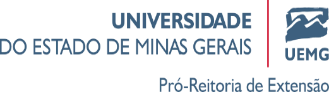 UNIVERSIDADE
DO ESTADO DE MINAS GERAIS
UEMG
Pró-Reitoria de Extensão